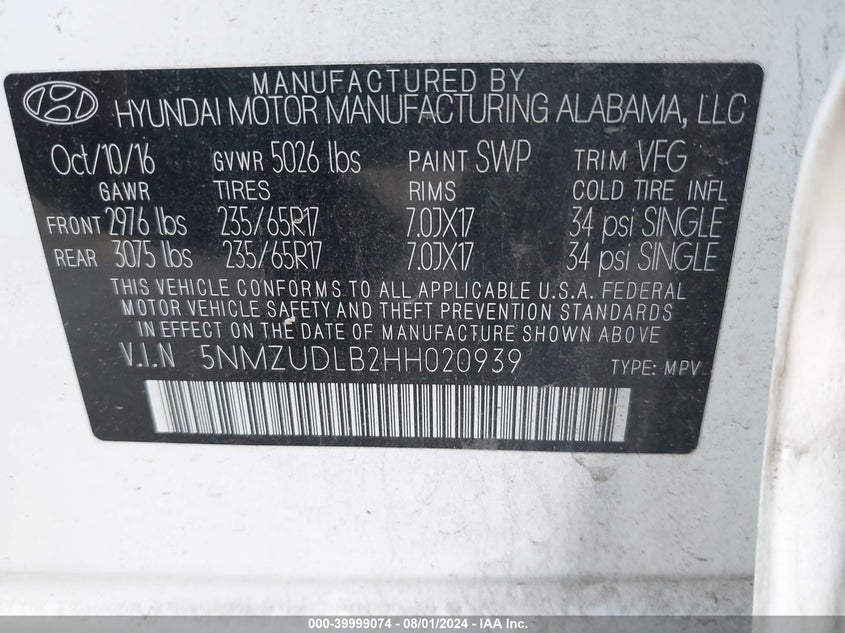 MANUFACTURED BY
HYUNDAI MOTOR MANUFACTURING ALABAMA, LLC
Oct/10/16 GVWR 5026 lbs PAINT SWP TRIM VFG
GAWR TIRES RIMS COLD TIRE INFL
FRONT 2976 lbs 235/65R17 7.0JX17 34 psi SINGLE
REAR 3075 lbs 235/65R17 7.0JX17 34 psi SINGLE
THIS VEHICLE CONFORMS TO ALL APPLICABLE U.S.A. FEDERAL
MOTOR VEHICLE SAFETY AND THEFT PREVENTION STANDARDS
IN EFFECT ON THE DATE OF MANUFACTURE SHOWN ABOVE.
V.I.N 5NMZUDLB2HH020939 TYPE: MPV
000-39999074 - 08/01/2024 - IAA Inc.